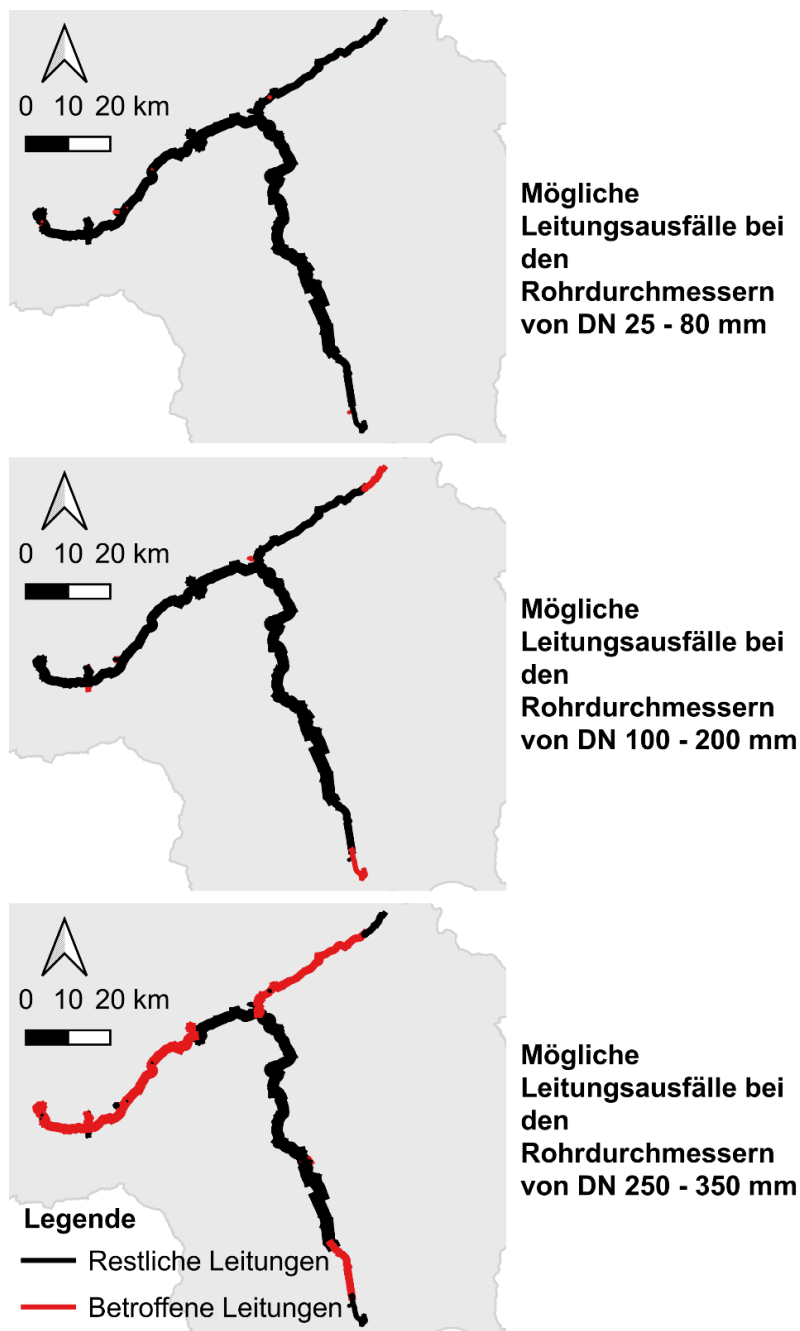 0 10 20 km
Mögliche
Leitungsausfälle bei
den
Rohrdurchmessern
von DN 25 - 80 mm
0 10 20 km
Mögliche
Leitungsausfälle bei
den
Rohrdurchmessern
von DN 100 - 200 mm
0 10 20 km
Mögliche
Leitungsausfälle bei
den
Rohrdurchmessern
von DN 250 - 350 mm
Legende
Restliche Leitungen
Betroffene Leitungen